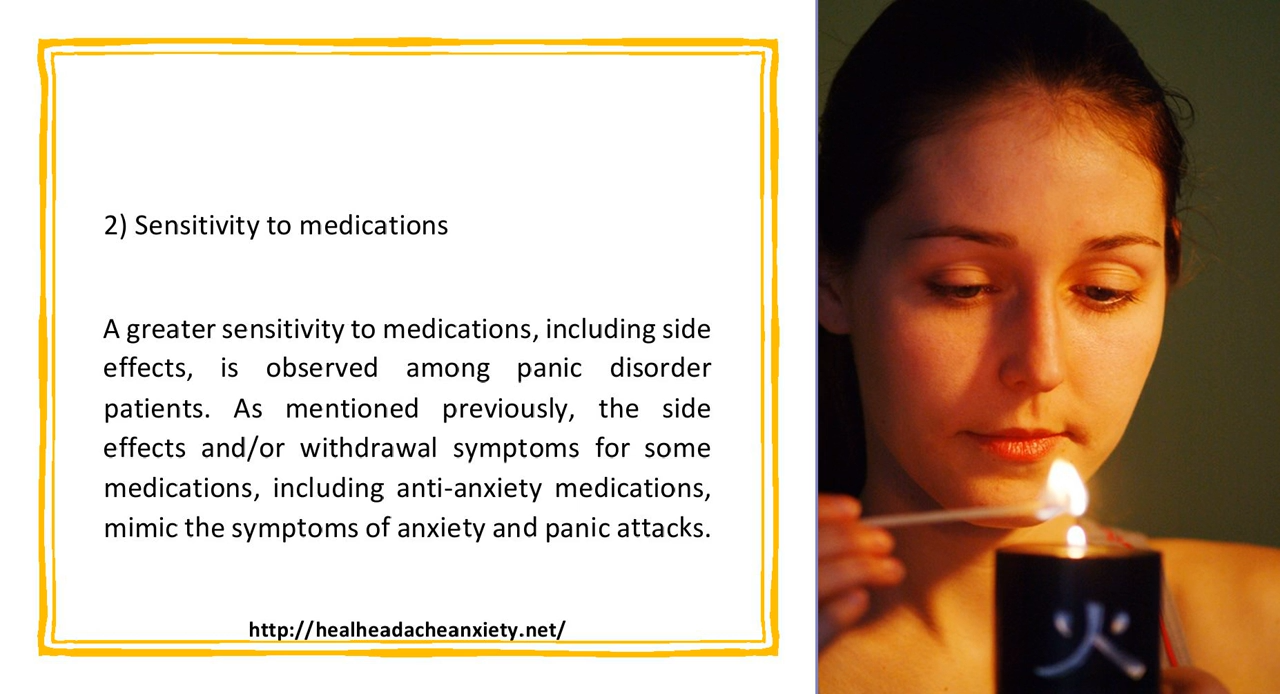 2) Sensitivity to medications
A greater sensitivity to medications, including side
effects, is observed among panic disorder
patients. As mentioned previously, the side
effects and/or withdrawal symptoms for some
medications, including anti-anxiety medications,
mimic the symptoms of anxiety and panic attacks.
http://healheadacheanxiety.net/
火